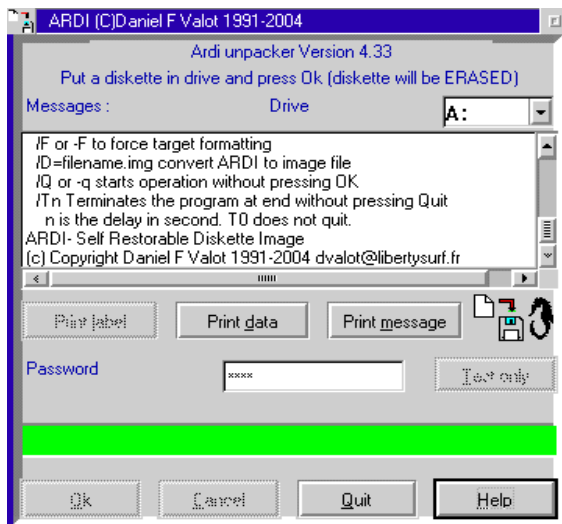 ARDI (C)Daniel F Valot 1991-2004
Ardi unpacker Version 4.33
Put a diskette in drive and press Ok (diskette will be ERASED)
Messages : Drive A:
/F or -F to force target formatting
/D=filename.img convert ARDI to image file
/Q or -q starts operation without pressing OK
/Tn Terminates the program at end without pressing Quit
n is the delay in second. T0 does not quit.
ARDI- Self Restorable Diskette Image
(c) Copyright Daniel F Valot 1991-2004 dvalot@libertysurf.fr
Print label Print data Print message
Password xxxx Test only
Ok Cancel Quit Help